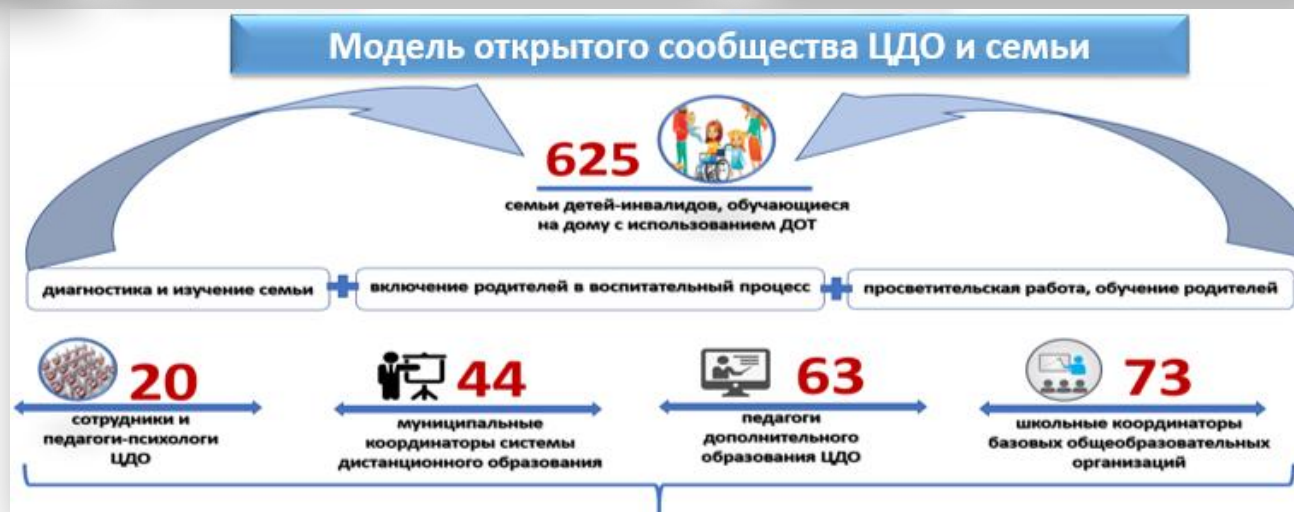 Модель открытого сообщества ЦДО и семьи
625
семьи детей-инвалидов, обучающиеся
на дому с использованием ДОТ
диагностика и изучение семьи
включение родителей в воспитательный процесс
просветительская работа, обучение родителей
20
сотрудники и
педагоги-психологи
ЦДО
44
муниципальные
координаторы системы
дистанционного образования
63
педагоги
дополнительного
образования ЦДО
73
школьные координаторы
базовых общеобразовательных
организаций